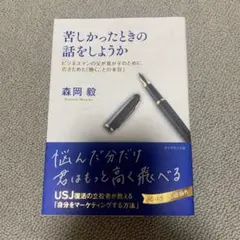 苦しかったときの
話をしようか
ビジネスマンの父が我が子のために
書きためた「働くことの本質」
森岡 毅
悩んだ分だけ
君はもっと高く飛べる
USJ復活の立役者が教える
「自分をマーケティングする方法」